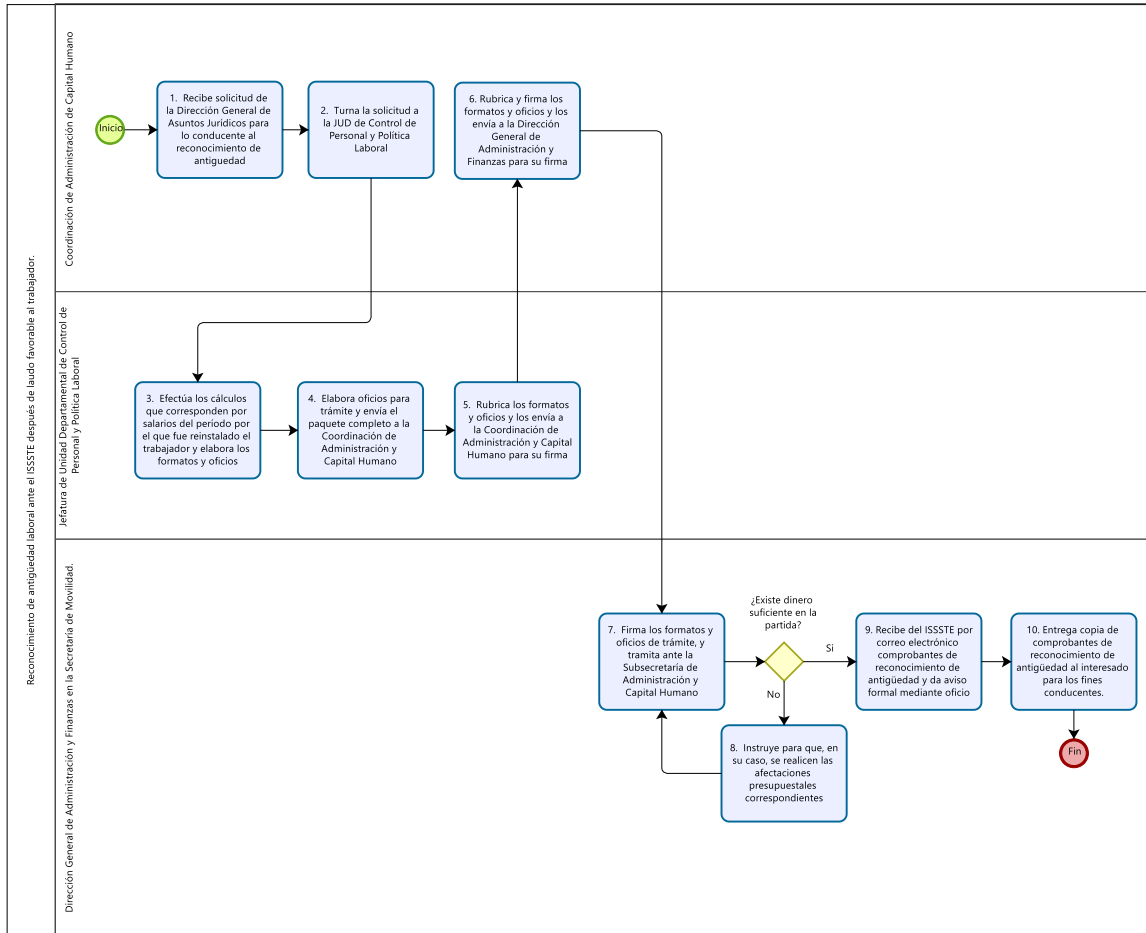 Reconocimiento de antigüedad laboral ante el ISSSTE después de laudo favorable al trabajador.
Coordinación de Administración de Capital Humano
Inicio
1. Recibe solicitud de
la Dirección General de
Asuntos Jurídicos para
lo conducente al
reconocimiento de
antiguedad
2. Turna la solicitud a
la JUD de Control de
Personal y Política
Laboral
6. Rubrica y firma los
formatos y oficios y los
envía a la Dirección
General de
Administración y
Finanzas para su firma
Jefatura de Unidad Departamental de Control de
Personal y Política Laboral
3. Efectúa los cálculos
que corresponden por
salarios del periodo por
el que fue reinstalado el
trabajador y elabora los
formatos y oficios
4. Elabora oficios para
trámite y envía el
paquete completo a la
Coordinación de
Administración y
Capital Humano
5. Rubrica los formatos
y oficios y los envía a
la Coordinación de
Administración y Capital
Humano para su firma
Dirección General de Administración y Finanzas en la Secretaría de Movilidad.
7. Firma los formatos y
oficios de trámite, y
tramita ante la
Subsecretaría de
Administración y
Capital Humano
¿Existe dinero
suficiente en la
partida?
Si
No
8. Instruye para que, en
su caso, se realicen las
afectaciones
presupuestales
correspondientes
9. Recibe del ISSSTE por
correo electrónico
comprobantes de
reconocimiento de
antigüedad y da aviso
formal mediante oficio
10. Entrega copia de
comprobantes de
reconocimiento de
antigüedad al interesado
para los fines
conducentes.
Fin